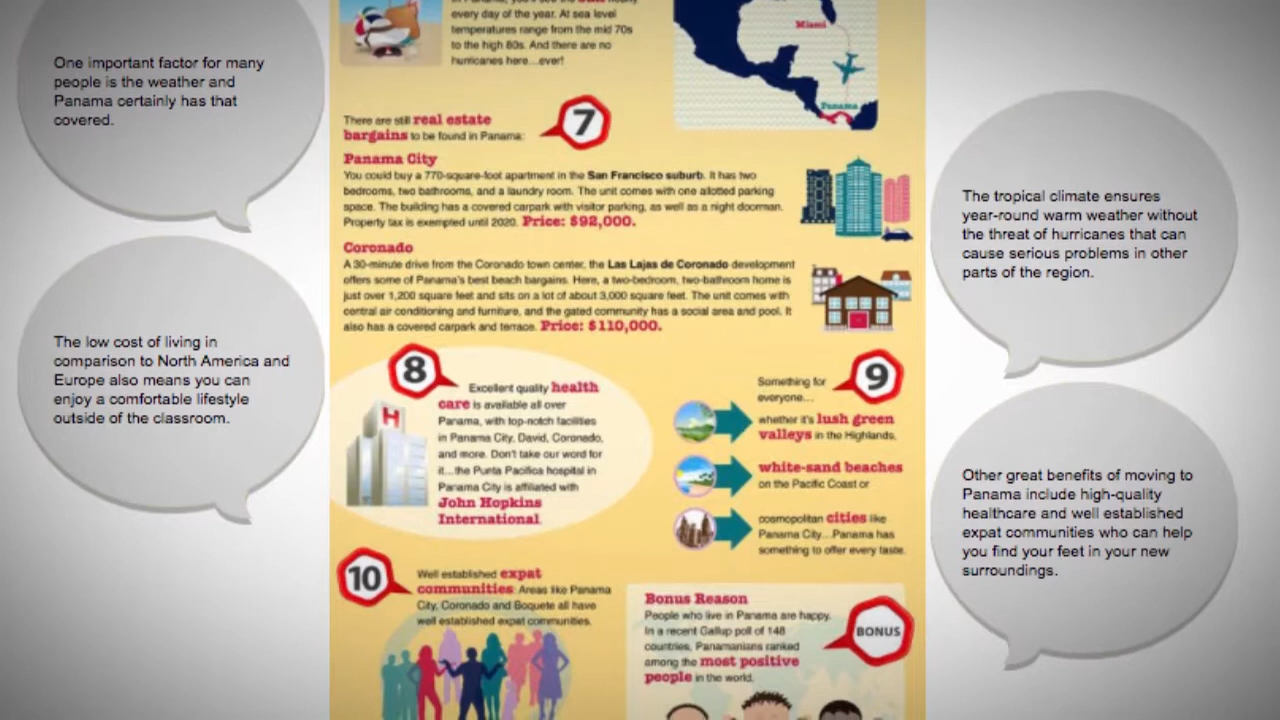 One important factor for many
people is the weather and
Panama certainly has that
covered.
The low cost of living in
comparison to North America and
Europe also means you can
enjoy a comfortable lifestyle
outside of the classroom.
every day of the year. At sea level
temperatures range from the mid 70s
to the high 80s. And there are no
hurricanes here...ever!
Miami
Panama
There are still real estate
bargains to be found in Panama:
7
Panama City
You could buy a 770-square-foot apartment in the San Francisco suburb. It has two
bedrooms, two bathrooms, and a laundry room. The unit comes with one allotted parking
space. The building has a covered carpark with visitor parking, as well as a night doorman.
Property tax is exempted until 2020. Price: $92,000.
Coronado
A 30-minute drive from the Coronado town center, the Las Lajas de Coronado development
offers some of Panama's best beach bargains. Here, a two-bedroom, two-bathroom home is
just over 1,200 square feet and sits on a lot of about 3,000 square feet. The unit comes with
central air conditioning and furniture, and the gated community has a social area and pool. It
also has a covered carpark and terrace. Price: $110,000.
8
Excellent quality health
care is available all over
Panama, with top-notch facilities
in Panama City, David, Coronado,
and more. Don't take our word for
it...the Punta Pacifica hospital in
Panama City is affiliated with
John Hopkins
International.
H
9
Something for
everyone...
whether it's lush green
valleys in the Highlands,
white-sand beaches
on the Pacific Coast or
cosmopolitan cities like
Panama City...Panama has
something to offer every taste.
10
Well established expat
communities: Areas like Panama
City, Coronado and Boquete all have
well established expat communities.
Bonus Reason
People who live in Panama are happy.
In a recent Gallup poll of 148
countries, Panamanians ranked
among the most positive
people in the world.
BONUS
The tropical climate ensures
year-round warm weather without
the threat of hurricanes that can
cause serious problems in other
parts of the region.
Other great benefits of moving to
Panama include high-quality
healthcare and well established
expat communities who can help
you find your feet in your new
surroundings.